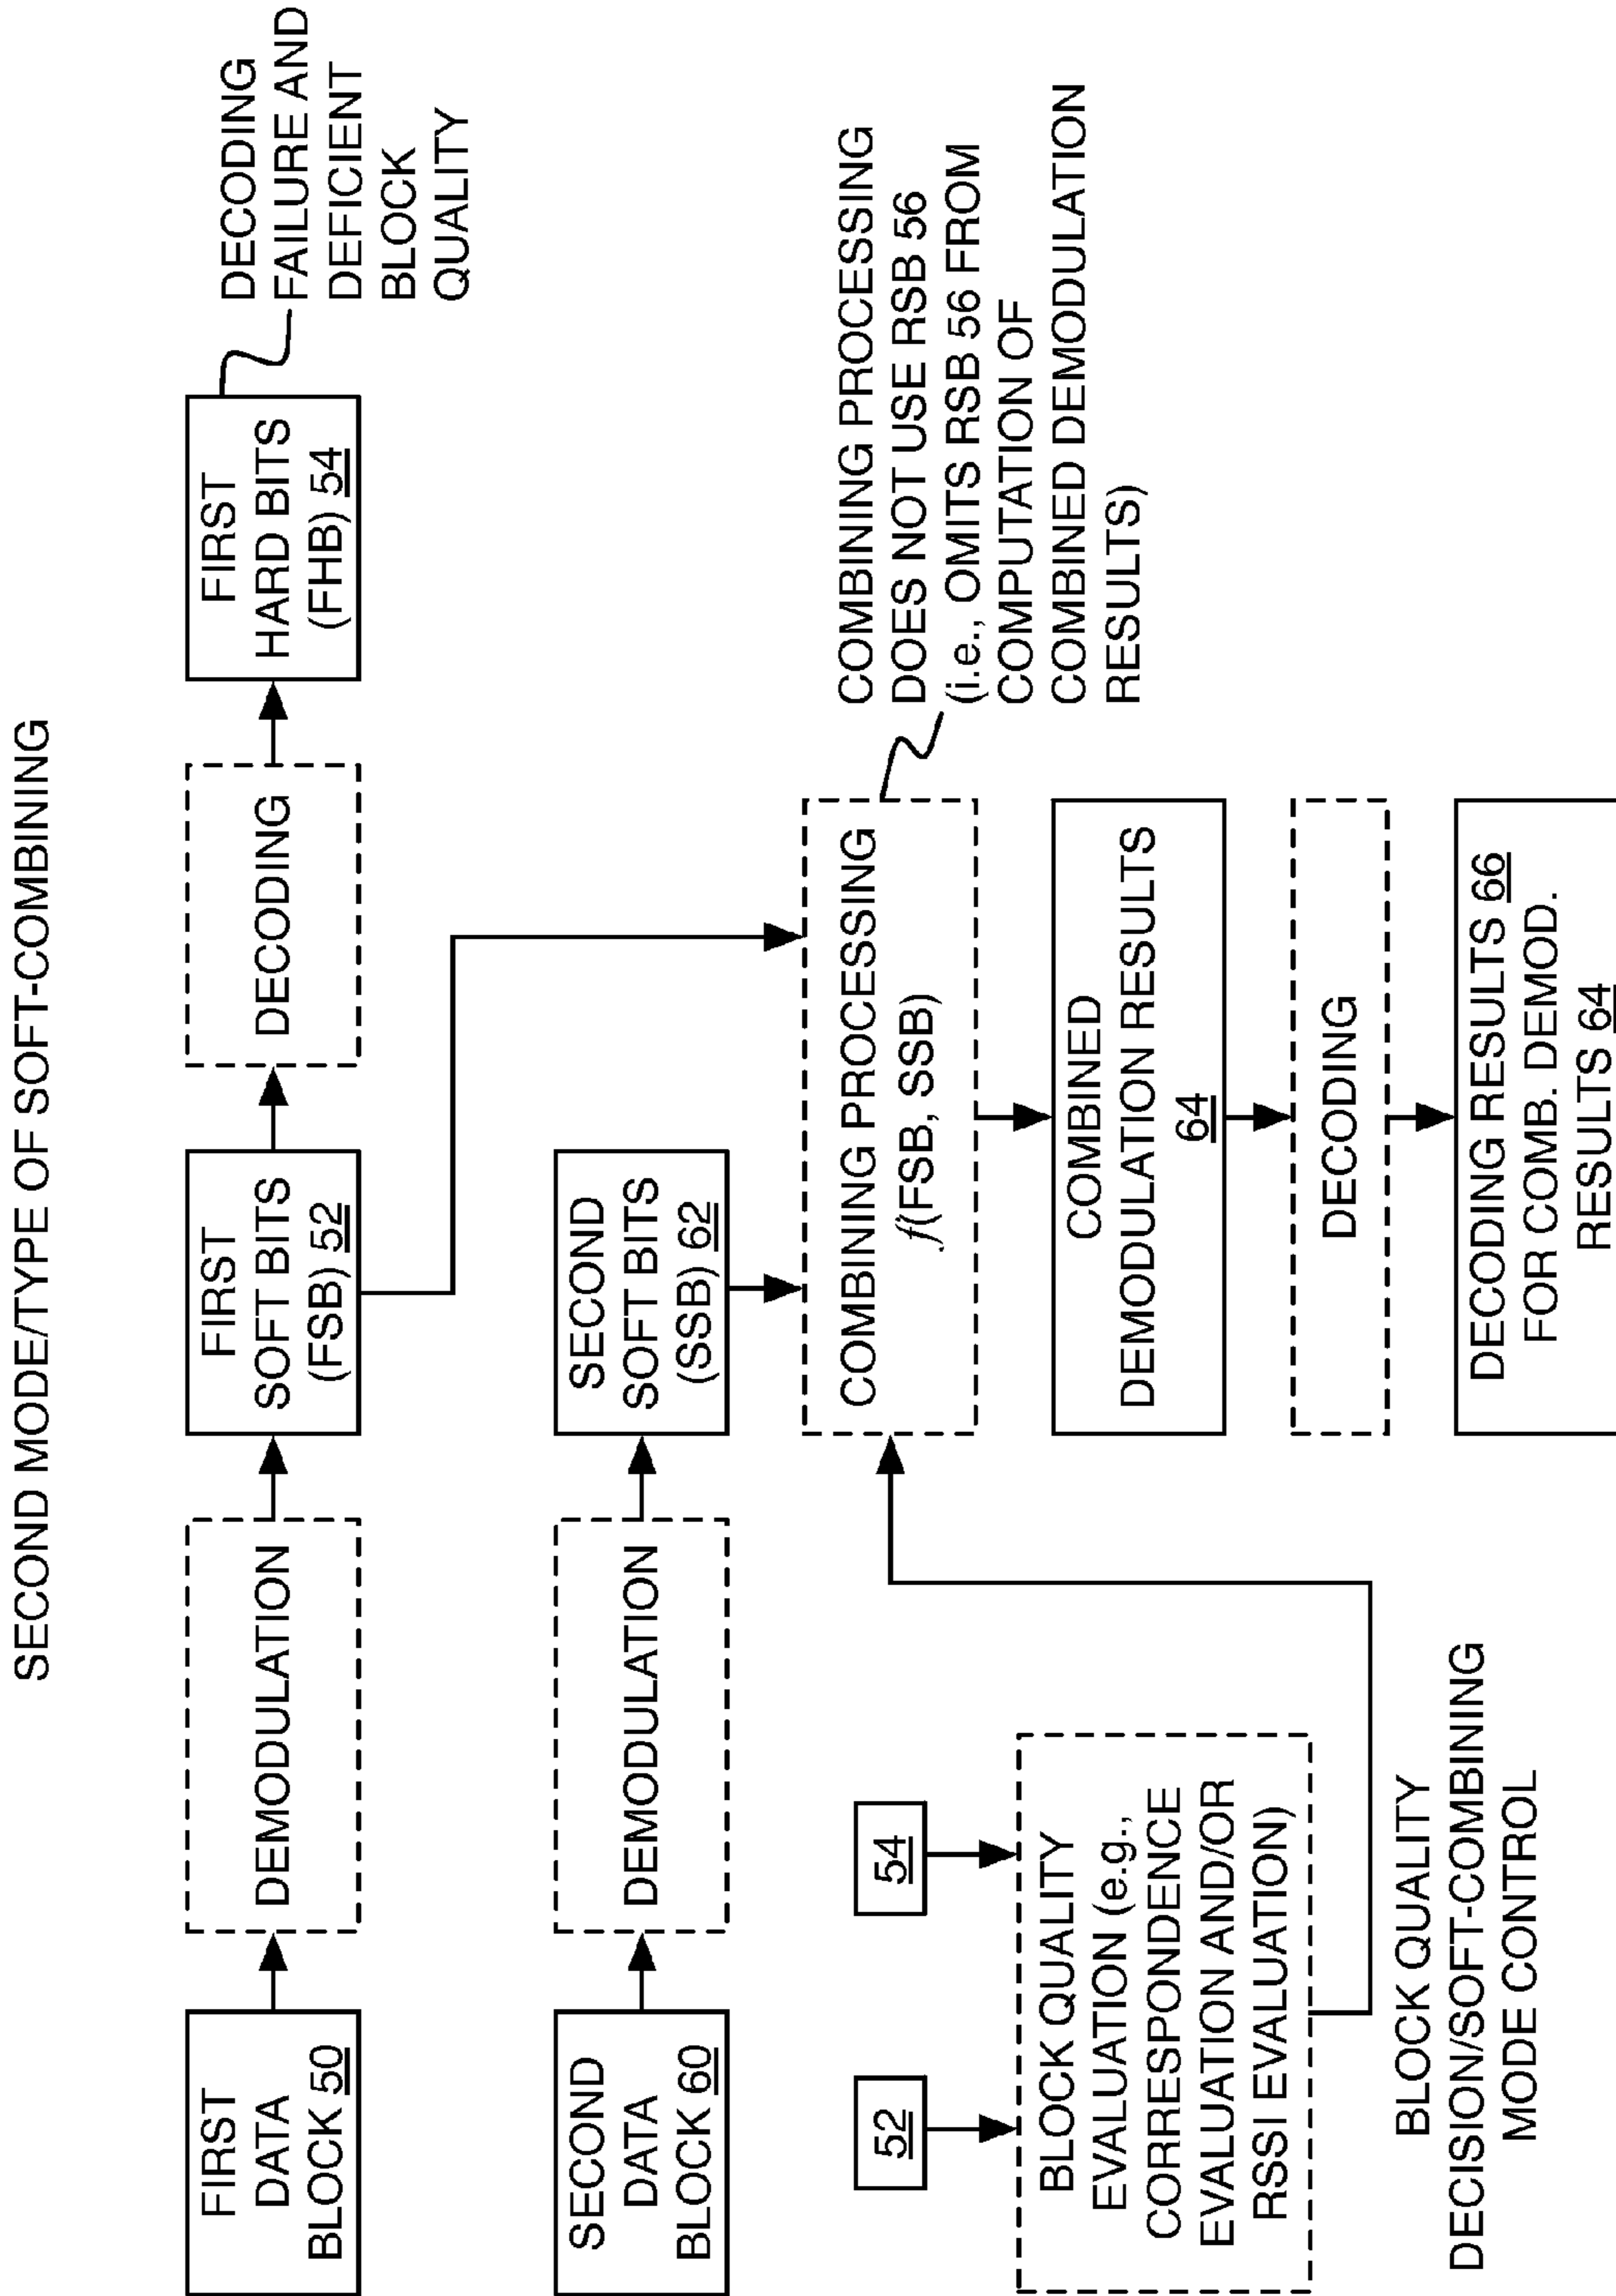 SECOND MODE/TYPE OF SOFT-COMBINING
FIRST
DATA
BLOCK 50
DEMODULATION
FIRST
SOFT BITS
(FSB) 52
DECODING
FIRST
HARD BITS
(FHB) 54
DECODING
FAILURE AND
DEFICIENT
BLOCK
QUALITY
SECOND
DATA
BLOCK 60
DEMODULATION
SECOND
SOFT BITS
(SSB) 62
52
54
BLOCK QUALITY
EVALUATION (e.g.,
CORRESPONDENCE
EVALUATION AND/OR
RSSI EVALUATION)
BLOCK QUALITY
DECISION/SOFT-COMBINING
MODE CONTROL
COMBINING PROCESSING
f(FSB, SSB)
COMBINING PROCESSING
DOES NOT USE RSB 56
(i.e., OMITS RSB 56 FROM
COMPUTATION OF
COMBINED DEMODULATION
RESULTS)
COMBINED
DEMODULATION RESULTS
64
DECODING
DECODING RESULTS 66
FOR COMB. DEMOD.
RESULTS 64